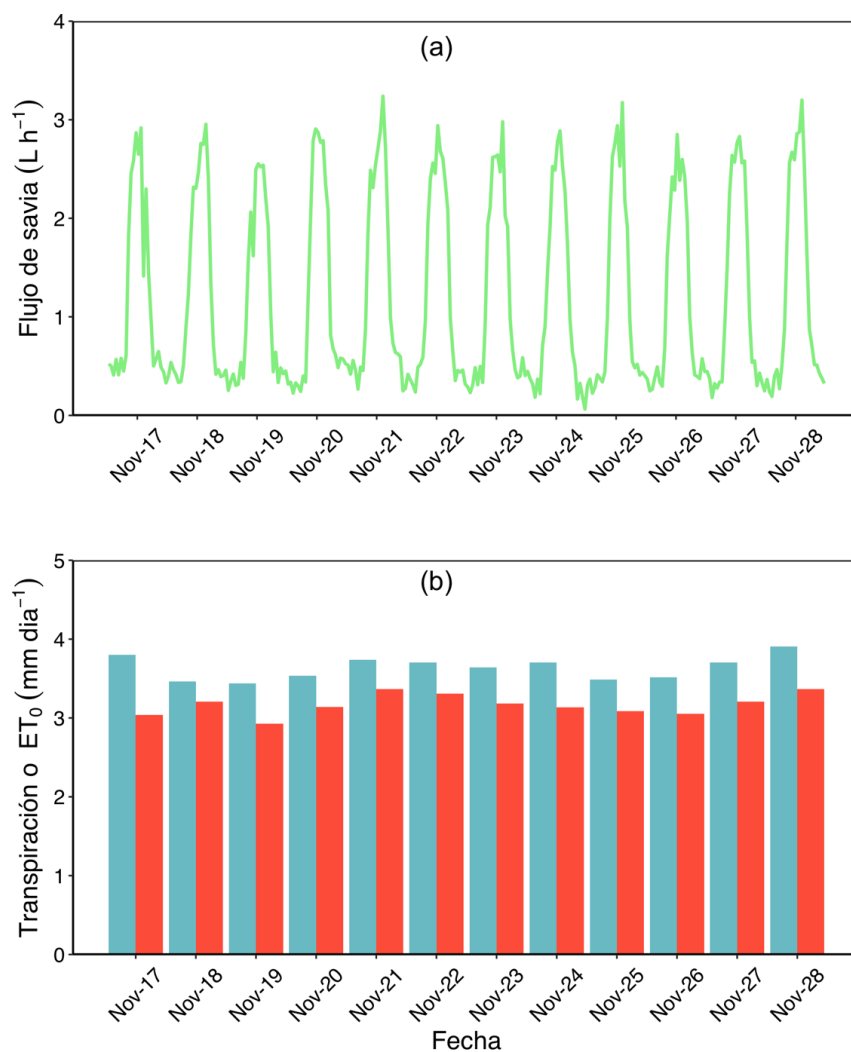 (a)
Flujo de savia (L h⁻¹)
4
3
2
1
0
Nov-17
Nov-18
Nov-19
Nov-20
Nov-21
Nov-22
Nov-23
Nov-24
Nov-25
Nov-26
Nov-27
Nov-28
(b)
Transpiración o ET₀ (mm dia⁻¹)
5
4
3
2
1
0
Nov-17
Nov-18
Nov-19
Nov-20
Nov-21
Nov-22
Nov-23
Nov-24
Nov-25
Nov-26
Nov-27
Nov-28
Fecha